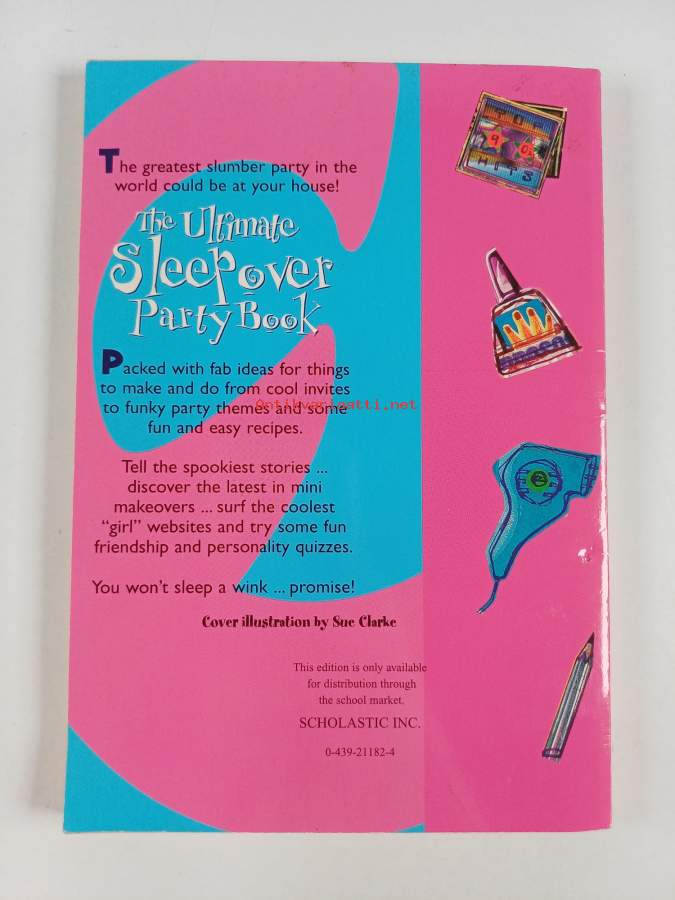 The greatest slumber party in the
world could be at your house!
The Ultimate
Sleepover
Party Book
Packed with fab ideas for things
to make and do from cool invites
to funky party themes and some
fun and easy recipes.
antikvariaatti.net
Tell the spookiest stories ...
discover the latest in mini
makeovers ... surf the coolest
“girl” websites and try some fun
friendship and personality quizzes.
You won’t sleep a wink ... promise!
Cover illustration by Sue Clarke
This edition is only available
for distribution through
the school market.
SCHOLASTIC INC.
0-439-21182-4
TOP
HITS